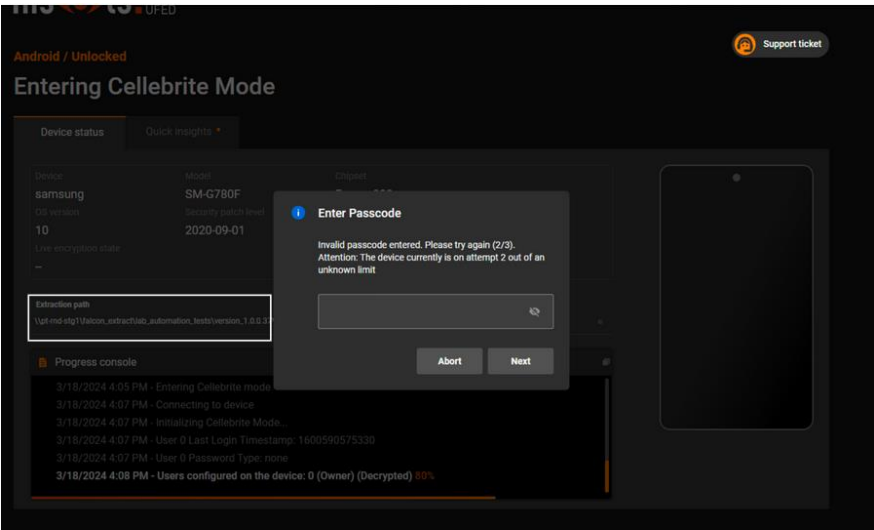 UFED
Support ticket
Android / Unlocked
Entering Cellebrite Mode
Device status
Quick insights *
Device
Model
Chipset
samsung
SM-G780F
OS version
Security patch level
10
2020-09-01
Live encryption state
--
Enter Passcode
Invalid passcode entered. Please try again (2/3).
Attention: The device currently is on attempt 2 out of an
unknown limit
Abort
Next
Extraction path
Progress console
3/18/2024 4:05 PM - Entering Cellebrite mode
3/18/2024 4:07 PM - Connecting to device
3/18/2024 4:07 PM - Initializing Cellebrite Mode...
3/18/2024 4:07 PM - User 0 Last Login Timestamp: 1600590575330
3/18/2024 4:07 PM - User 0 Password Type: none
3/18/2024 4:08 PM - Users configured on the device: 0 (Owner) (Decrypted) 80%